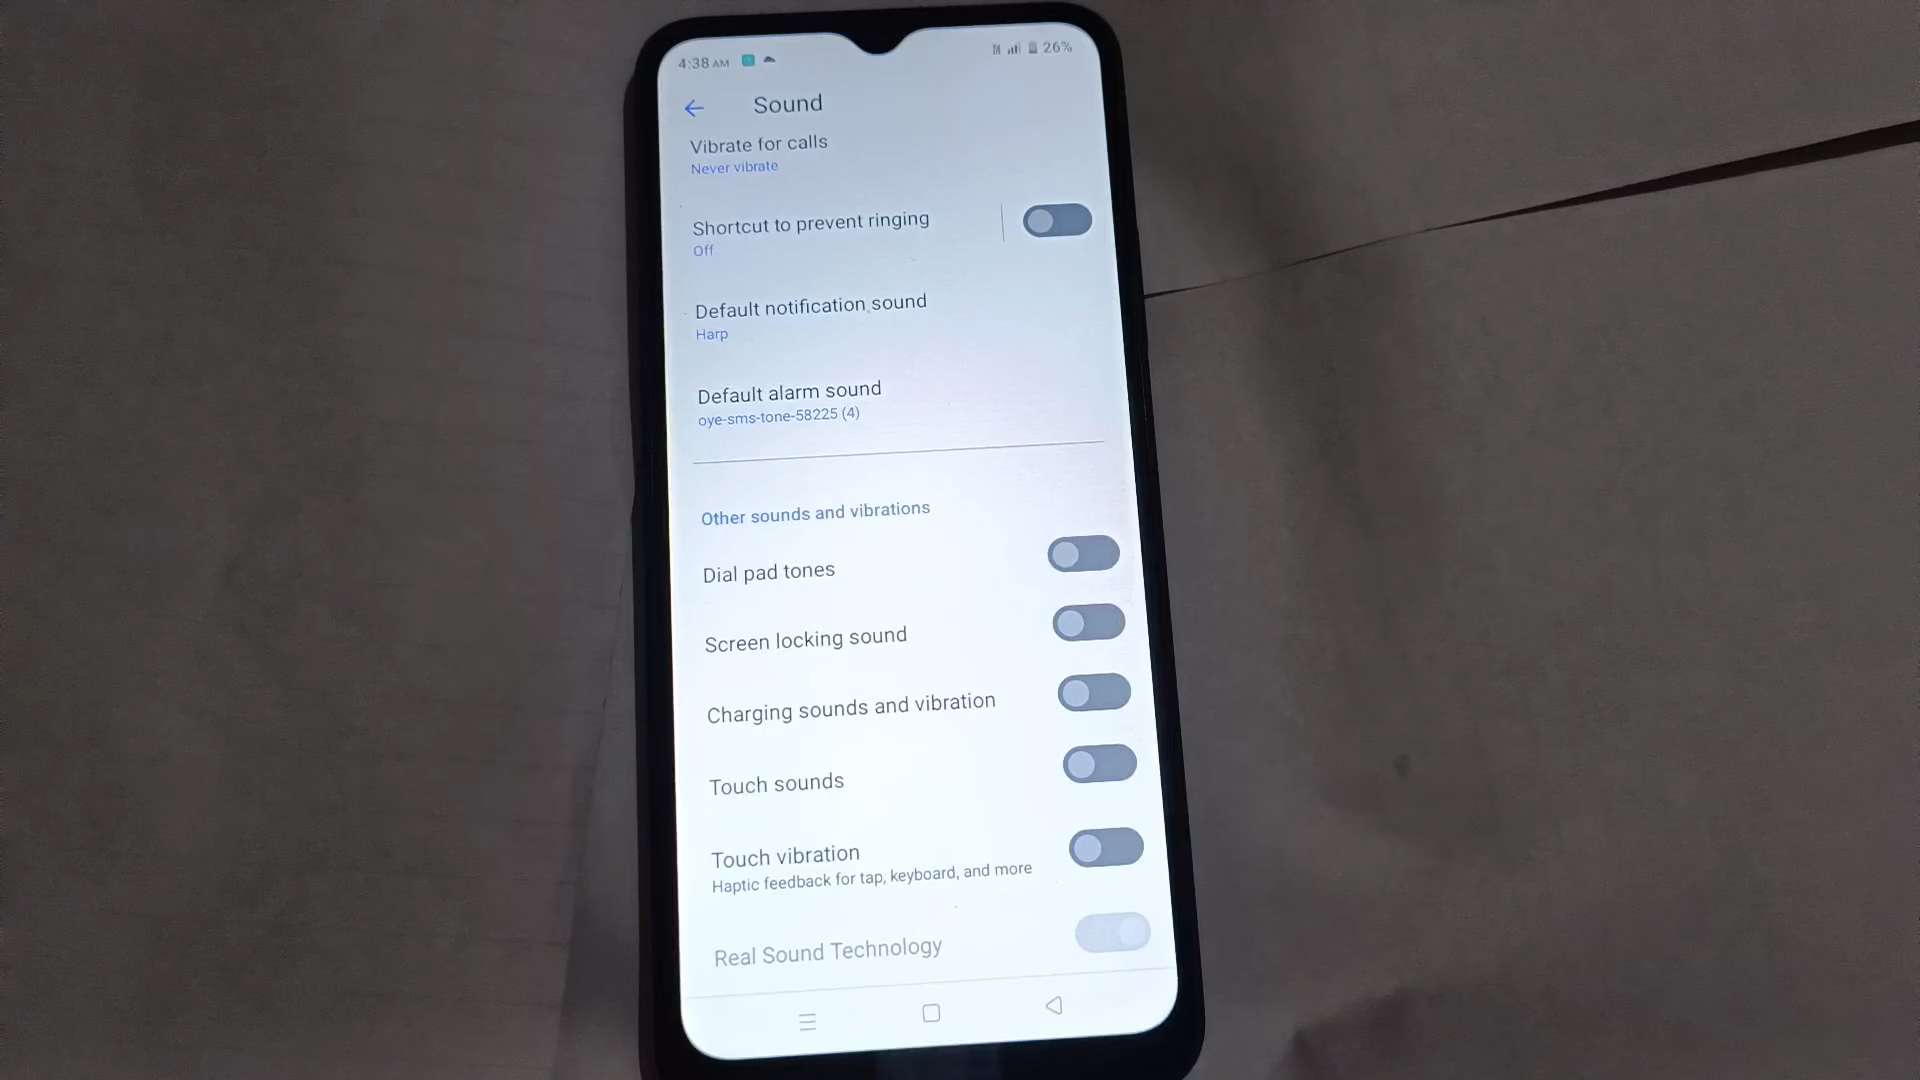 4:38 AM
26%
Sound
Vibrate for calls
Never vibrate
Shortcut to prevent ringing
Off
Default notification sound
Harp
Default alarm sound
oye-sms-tone-58225 (4)
Other sounds and vibrations
Dial pad tones
Screen locking sound
Charging sounds and vibration
Touch sounds
Touch vibration
Haptic feedback for tap, keyboard, and more
Real Sound Technology